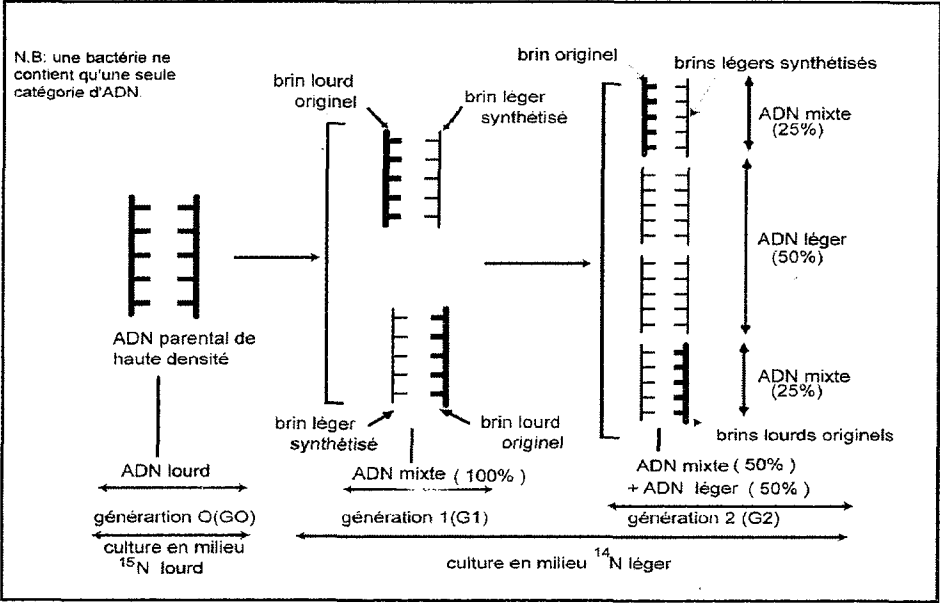 N.B: une bactérie ne
contient qu'une seule
catégorie d'ADN.
ADN parental de
haute densité
ADN lourd
générartion O(GO)
culture en milieu
15N lourd
brin lourd
originel
brin léger
synthétisé
brin léger
synthétisé
brin lourd
originel
ADN mixte ( 100% )
génération 1(G1)
brin originel
brins légers synthétisés
ADN mixte
(25%)
ADN léger
(50%)
ADN mixte
(25%)
brins lourds originels
ADN mixte ( 50% )
+ ADN léger ( 50% )
génération 2 (G2)
culture en milieu 14N léger